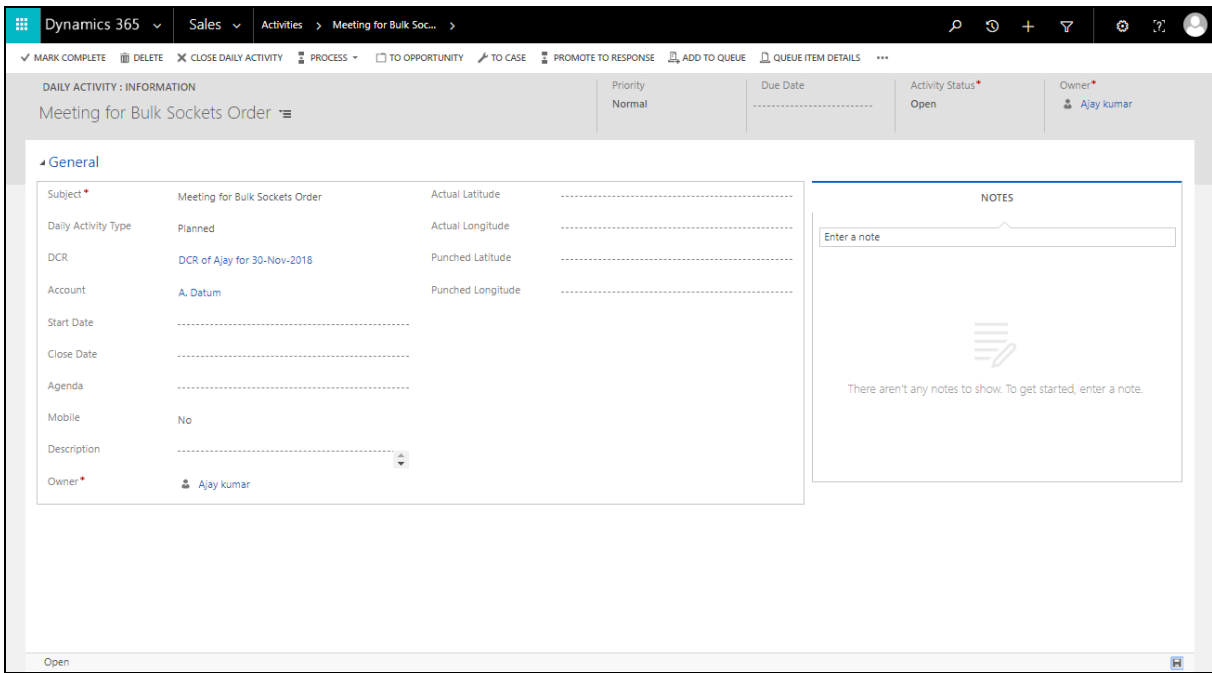 Dynamics 365 Sales Activities > Meeting for Bulk Soc... >
MARK COMPLETE DELETE CLOSE DAILY ACTIVITY PROCESS TO OPPORTUNITY TO CASE PROMOTE TO RESPONSE ADD TO QUEUE QUEUE ITEM DETAILS •••
DAILY ACTIVITY : INFORMATION
Meeting for Bulk Sockets Order
Priority
Normal
Due Date
Activity Status*
Open
Owner*
Ajay kumar
General
Subject* Meeting for Bulk Sockets Order
Daily Activity Type Planned
DCR DCR of Ajay for 30-Nov-2018
Account A. Datum
Start Date
Close Date
Agenda
Mobile No
Description
Owner* Ajay kumar
Actual Latitude
Actual Longitude
Punched Latitude
Punched Longitude
NOTES
Enter a note
There aren't any notes to show. To get started, enter a note.
Open